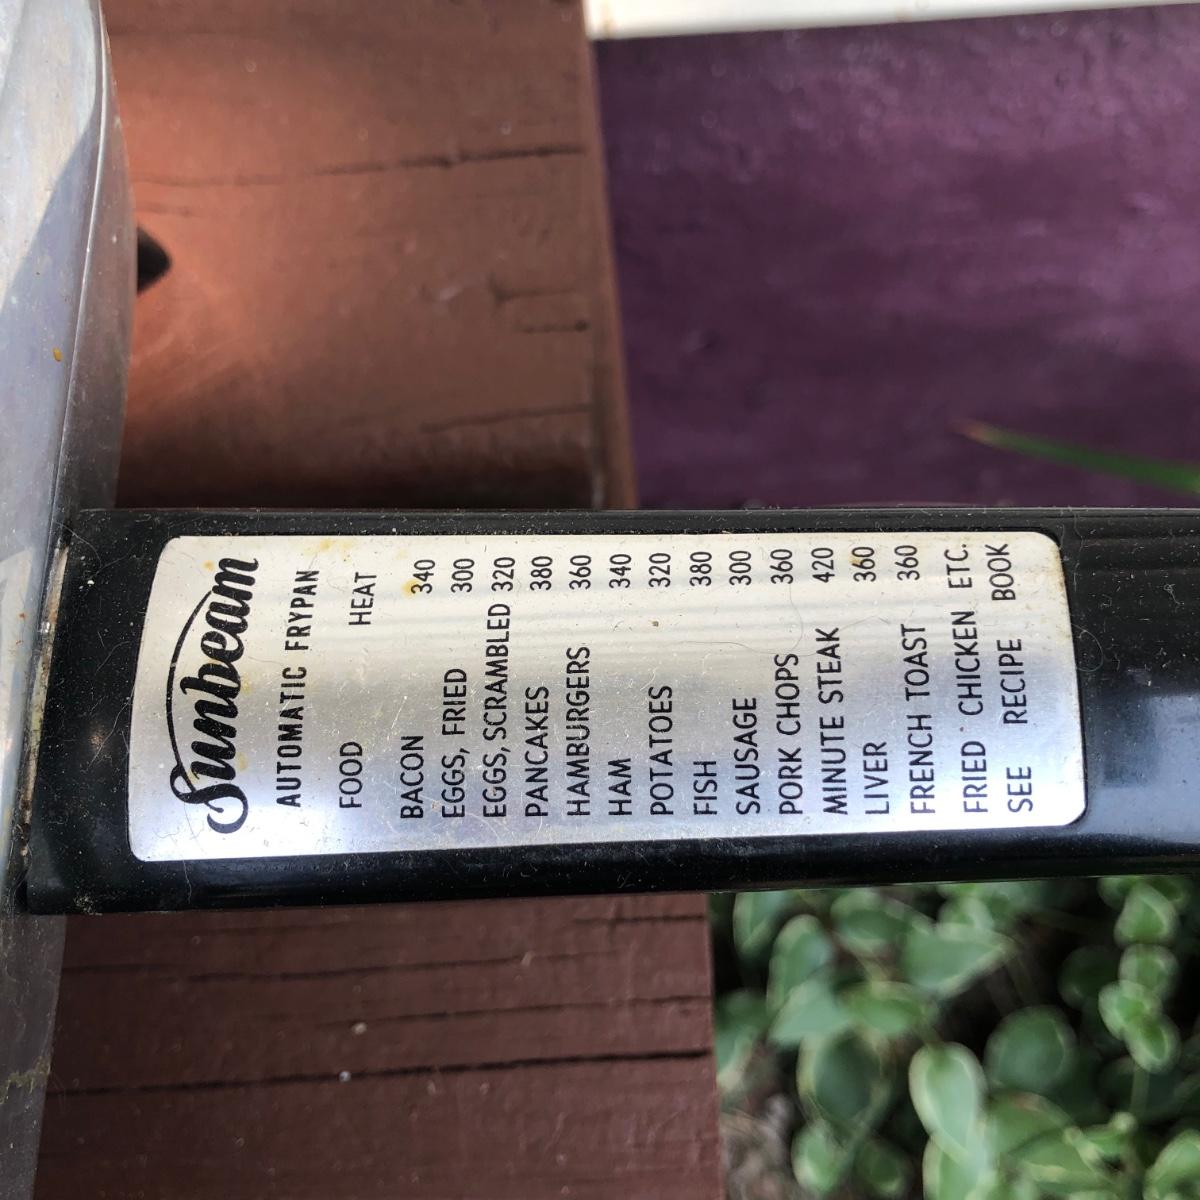 Sunbeam
AUTOMATIC FRYPAN
FOOD HEAT
BACON 340
EGGS, FRIED 300
EGGS, SCRAMBLED 320
PANCAKES 380
HAMBURGERS 360
HAM 340
POTATOES 320
FISH 380
SAUSAGE 300
PORK CHOPS 360
MINUTE STEAK 420
LIVER 360
FRENCH TOAST 360
FRIED CHICKEN ETC.
SEE RECIPE BOOK